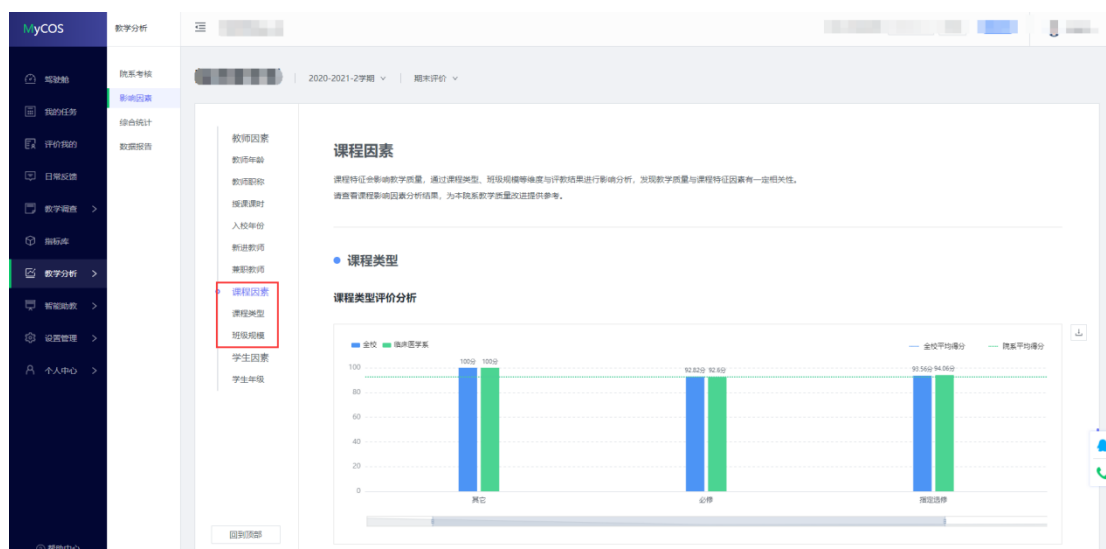 MyCOS
教学分析
驾驶舱
我的任务
评价我的
日常反馈
教学调查
指标库
教学分析
智能助教
设置管理
个人中心
帮助中心
院系考核
影响因素
综合统计
数据报告
2020-2021-2学期
期末评价
教师因素
教师年龄
教师职称
授课课时
入校年份
新进教师
兼职教师
课程因素
课程类型
班级规模
学生因素
学生年级
回到顶部
课程因素
课程特征会影响教学质量，通过课程类型、班级规模等维度与评教结果进行影响分析，发现教学质量与课程特征因素有一定相关性。
请查看课程影响因素分析结果，为本院系教学质量改进提供参考。
课程类型
课程类型评价分析
全校 临床医学系
全校平均得分 院系平均得分
100
80
60
40
20
0
100分 100分
92.82分 92.6分
93.56分 94.06分
其它
必修
指定选修